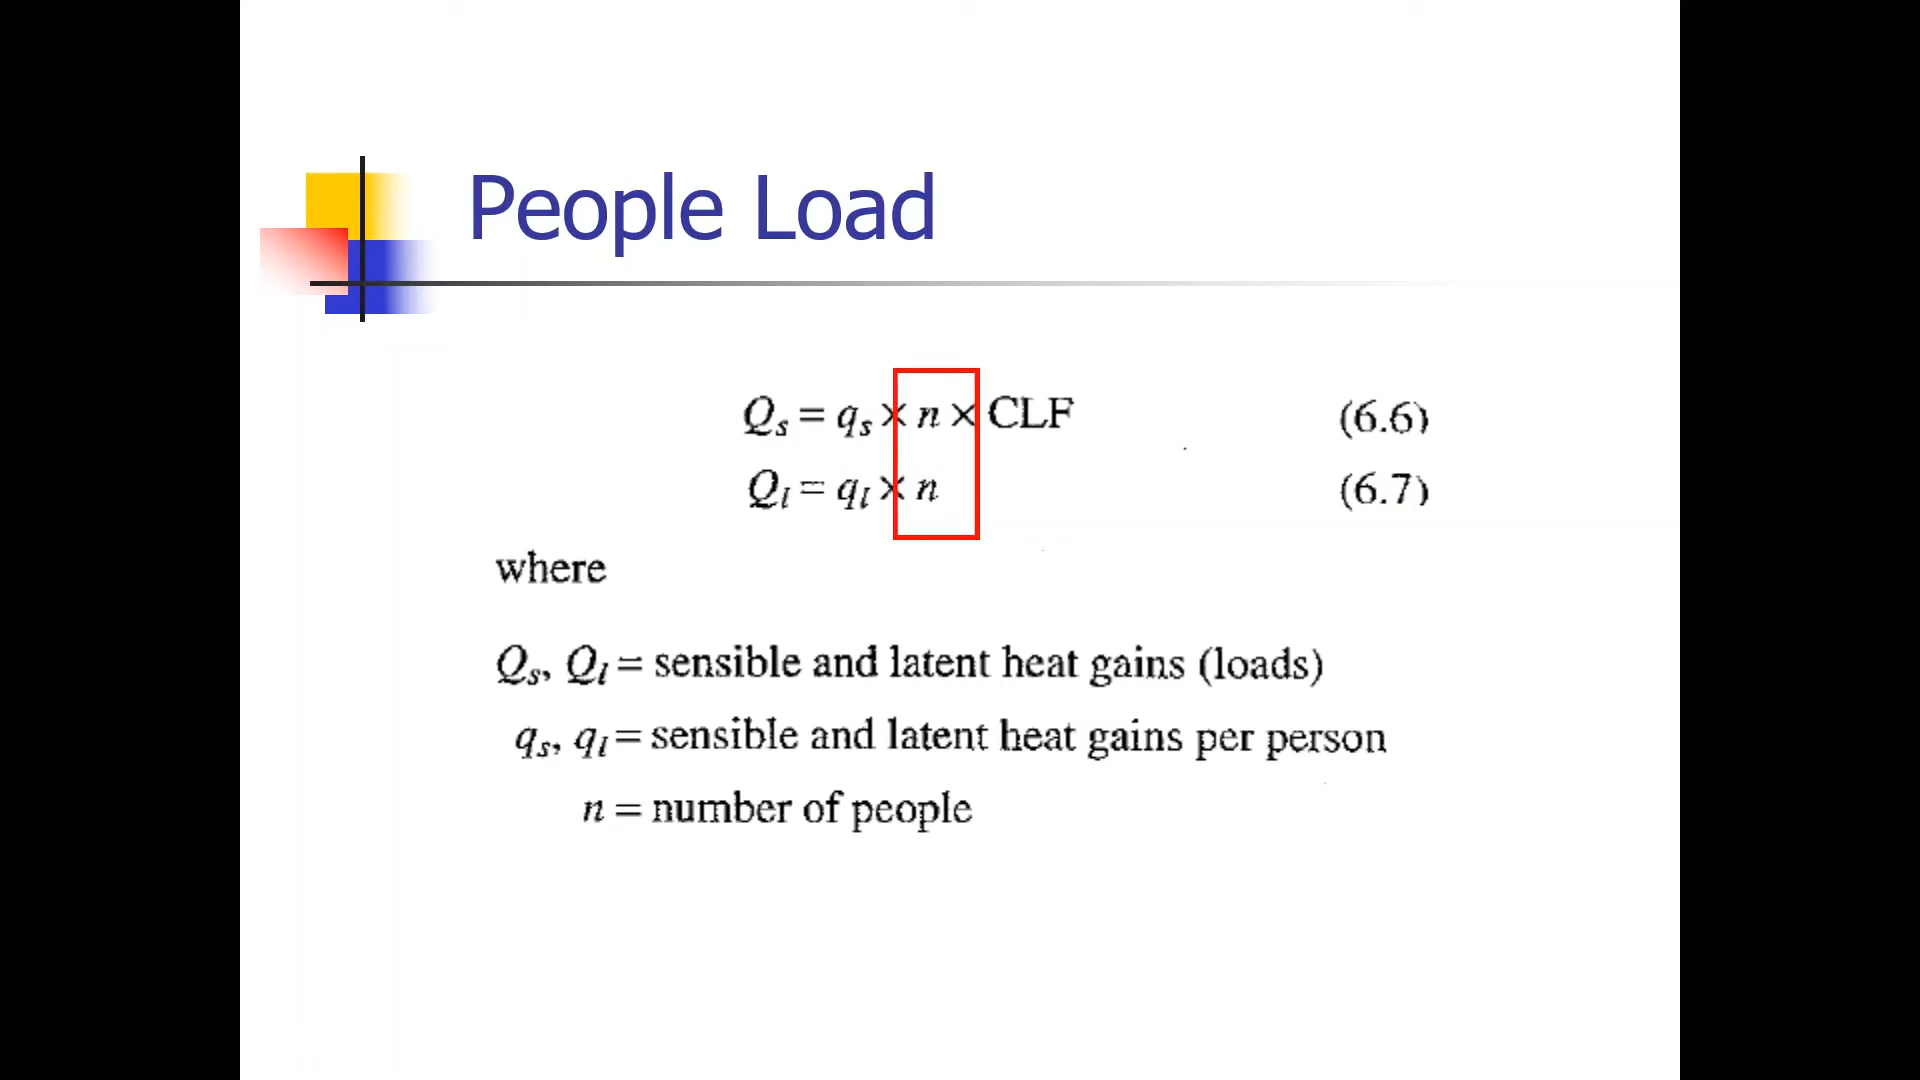 People Load
Qs = qs × n × CLF (6.6)
Ql = ql × n (6.7)
where
Qs, Ql = sensible and latent heat gains (loads)
qs, ql = sensible and latent heat gains per person
n = number of people